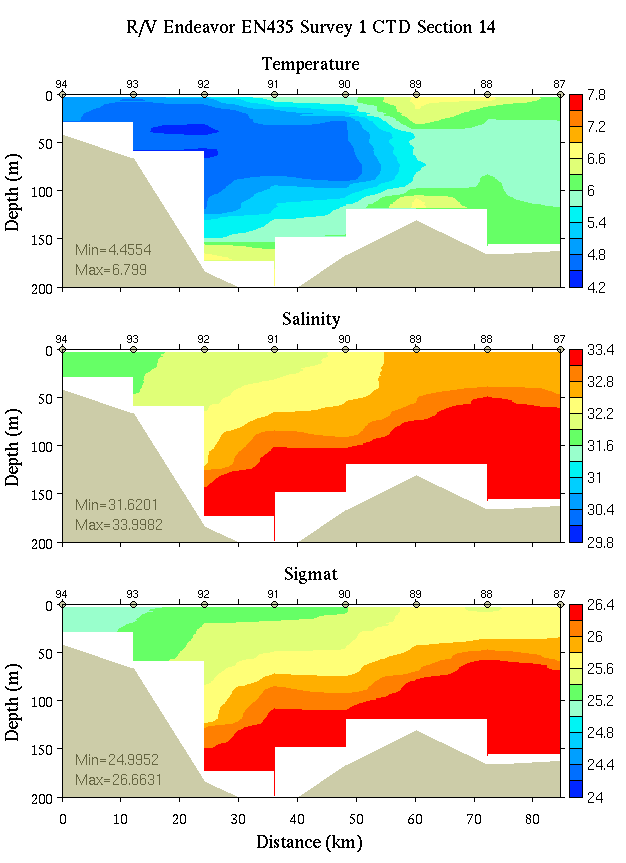 R/V Endeavor EN435 Survey 1 CTD Section 14
Temperature
94 93 92 91 90 89 88 87
0
50
100
150
200
Depth (m)
Min=4.4554
Max=6.799
7.8
7.2
6.6
6
5.4
4.8
4.2
Salinity
94 93 92 91 90 89 88 87
0
50
100
150
200
Depth (m)
Min=31.6201
Max=33.9982
33.4
32.8
32.2
31.6
31
30.4
29.8
Sigmat
94 93 92 91 90 89 88 87
0
50
100
150
200
Depth (m)
Min=24.9952
Max=26.6631
26.4
26
25.6
25.2
24.8
24.4
24
0 10 20 30 40 50 60 70 80
Distance (km)